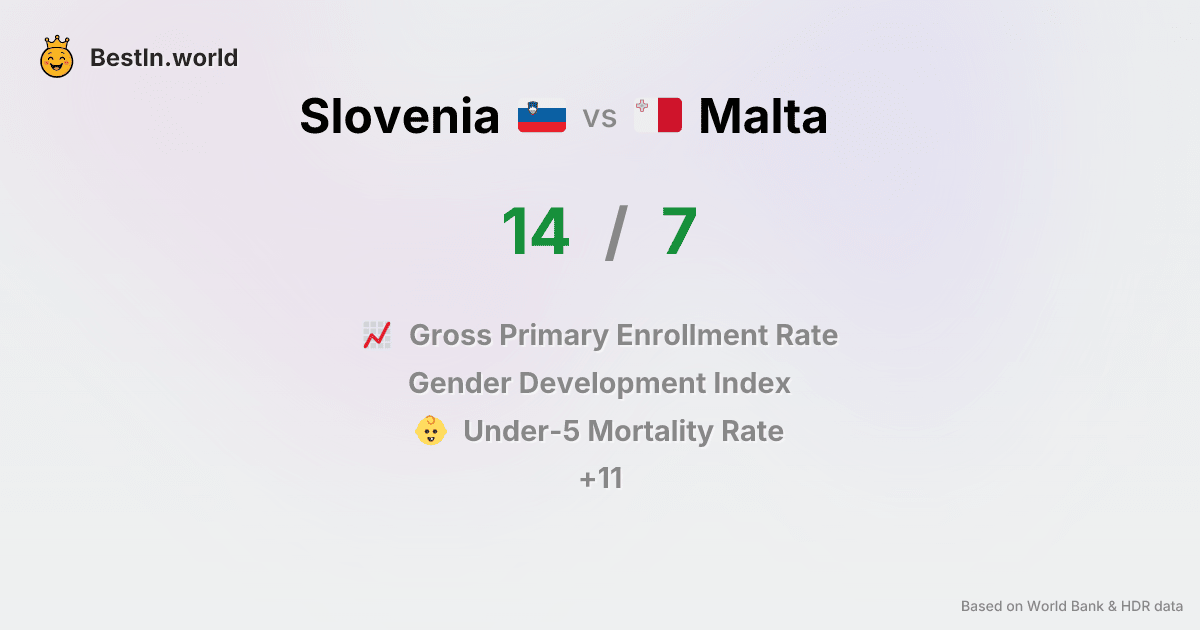 BestIn.world
Slovenia vs Malta
14 / 7
Gross Primary Enrollment Rate
Gender Development Index
Under-5 Mortality Rate
+11
Based on World Bank & HDR data